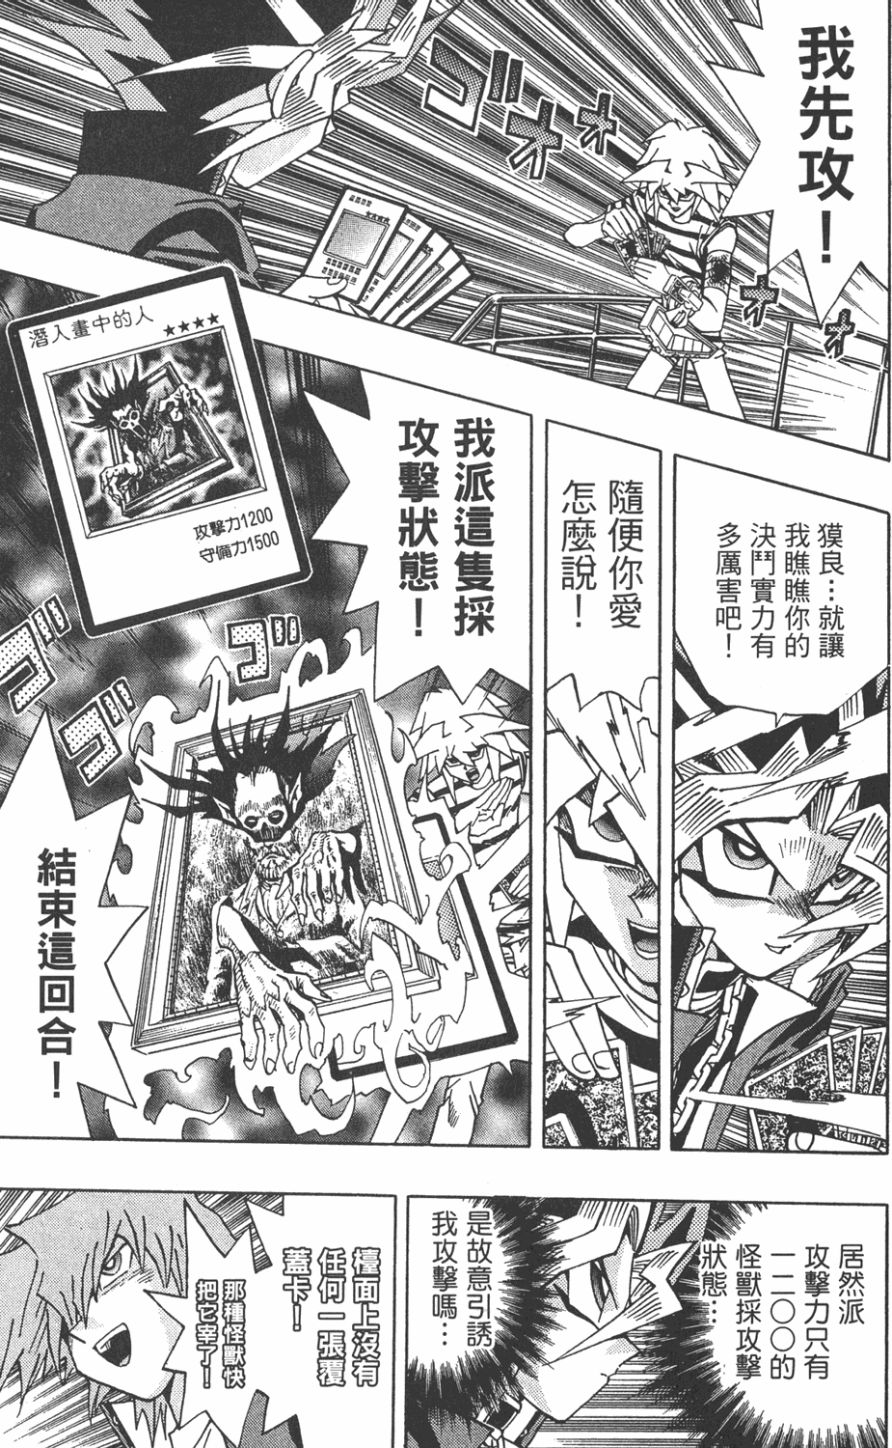 我先攻！
ゴオオ
オ
オ
獏良…就讓
我瞧瞧你的
決鬥實力有
多厲害吧！
隨便你愛
怎麼說！
我派這隻採
攻擊狀態！
潛入畫中的人
★★★★
攻擊力1200
守備力1500
ゴ
ゴ
ゴ
結束這回合！
居然派
攻擊力只有
一二〇〇的
怪獸採攻擊
狀態…
是故意引誘
我攻擊嗎…
檯面上沒有
任何一張覆
蓋卡！
那種怪獸快
把它宰了！